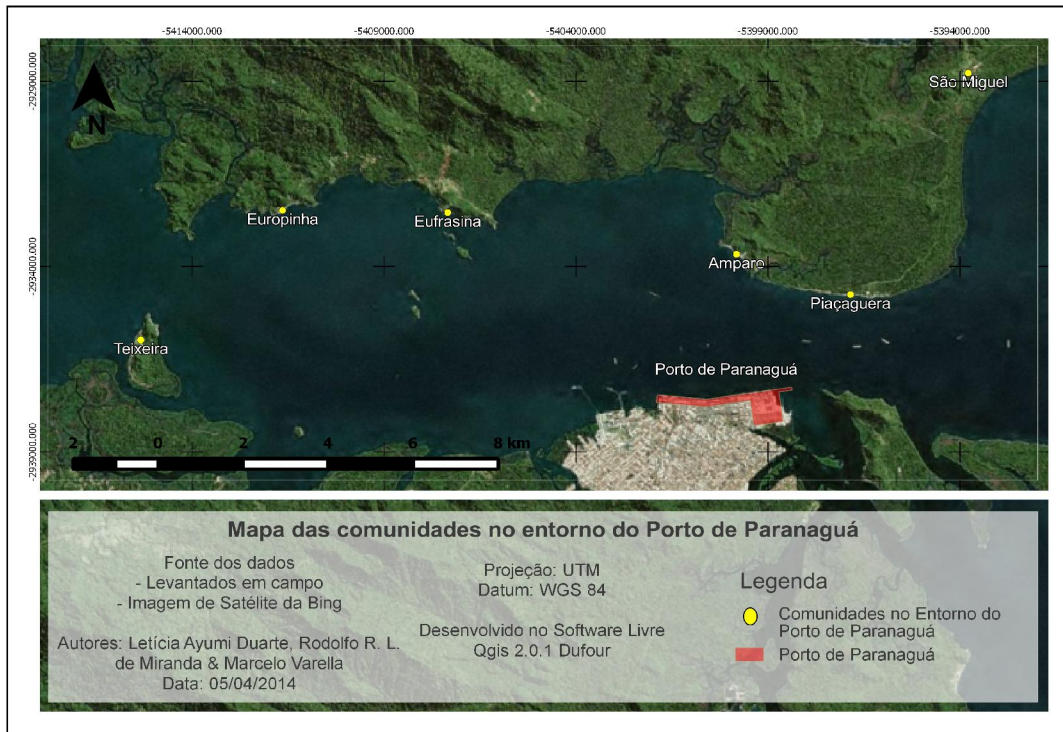 -5414000.000 -5409000.000 -5404000.000 -5399000.000 -5394000.000
-2929000.000
-2934000.000
-2939000.000
N
São Miguel
Europinha
Eufrasina
Amparo
Piaçaguera
Teixeira
Porto de Paranaguá
2 0 2 4 6 8 km
Mapa das comunidades no entorno do Porto de Paranaguá
Fonte dos dados
- Levantados em campo
- Imagem de Satélite da Bing
Autores: Letícia Ayumi Duarte, Rodolfo R. L.
de Miranda & Marcelo Varella
Data: 05/04/2014
Projeção: UTM
Datum: WGS 84
Desenvolvido no Software Livre
Qgis 2.0.1 Dufour
Legenda
Comunidades no Entorno do
Porto de Paranaguá
Porto de Paranaguá